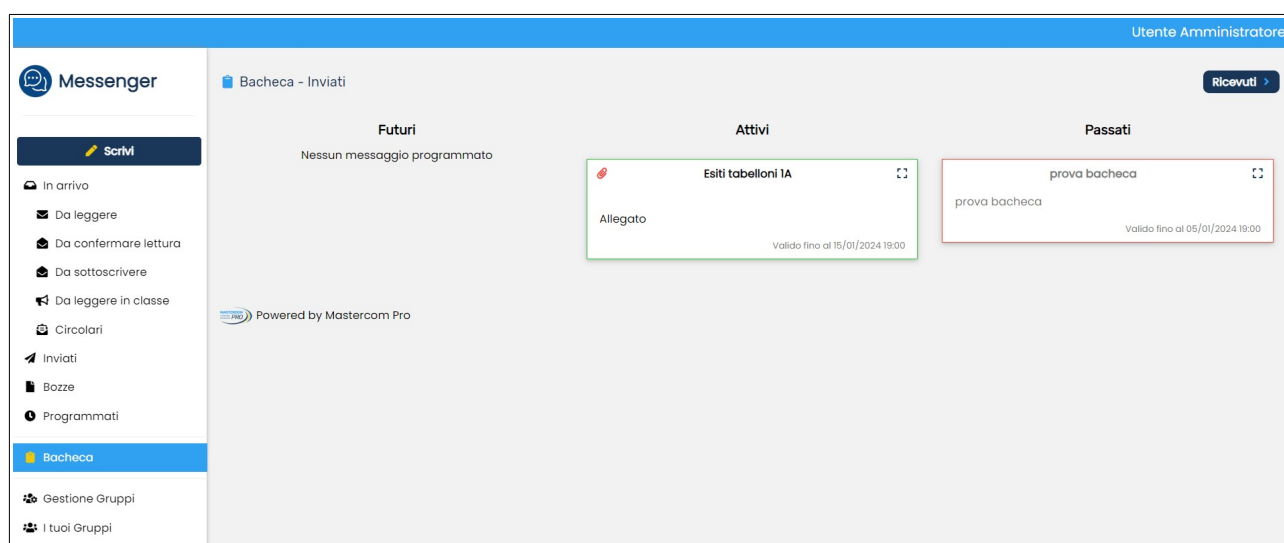 Utente Amministratore
Messenger
Bacheca - Inviati
Ricevuti >
Scrivi
In arrivo
Da leggere
Da confermare lettura
Da sottoscrivere
Da leggere in classe
Circolari
Inviati
Bozze
Programmati
Bacheca
Gestione Gruppi
I tuoi Gruppi
Futuri
Nessun messaggio programmato
Attivi
Esiti tabelloni 1A
Allegato
Valido fino al 15/01/2024 19:00
Passati
prova bacheca
prova bacheca
Valido fino al 05/01/2024 19:00
PRO Powered by Mastercom Pro